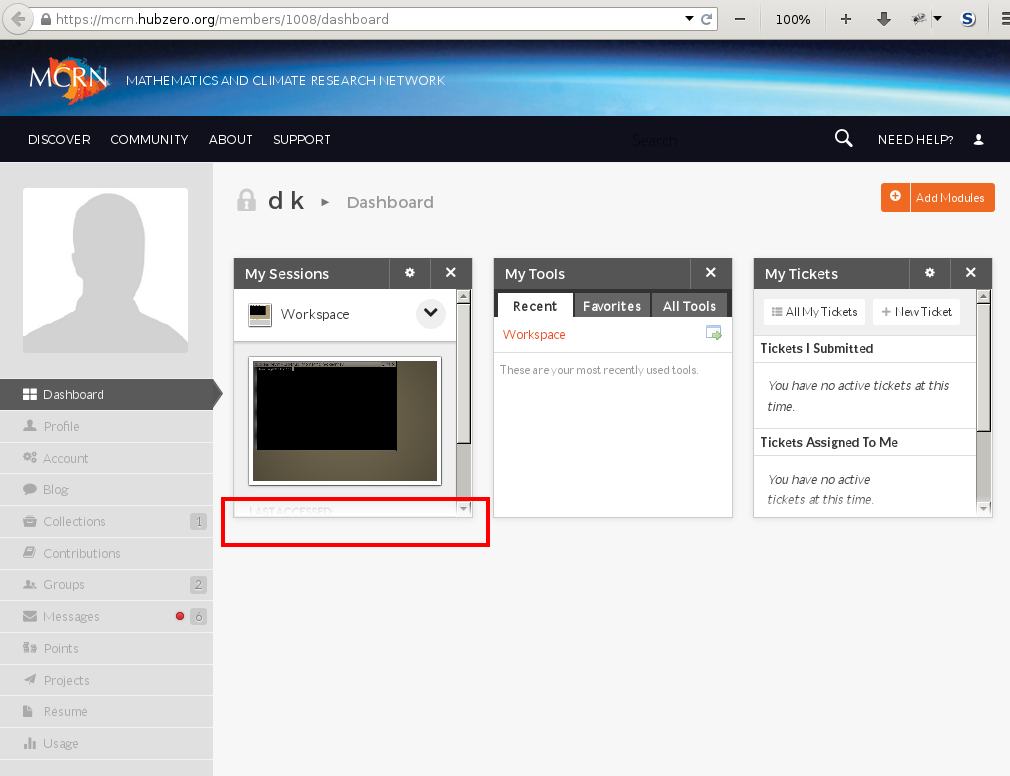 https://mcrn.hubzero.org/members/1008/dashboard
100%
S
MCRN MATHEMATICS AND CLIMATE RESEARCH NETWORK
DISCOVER COMMUNITY ABOUT SUPPORT Search NEED HELP?
d k Dashboard
Add Modules
Dashboard
Profile
Account
Blog
Collections 1
Contributions
Groups 2
Messages 6
Points
Projects
Resume
Usage
My Sessions
Workspace
LAST ACCESSED
My Tools
Recent Favorites All Tools
Workspace
These are your most recently used tools.
My Tickets
All My Tickets New Ticket
Tickets I Submitted
You have no active tickets at this
time.
Tickets Assigned To Me
You have no active
tickets at this time.